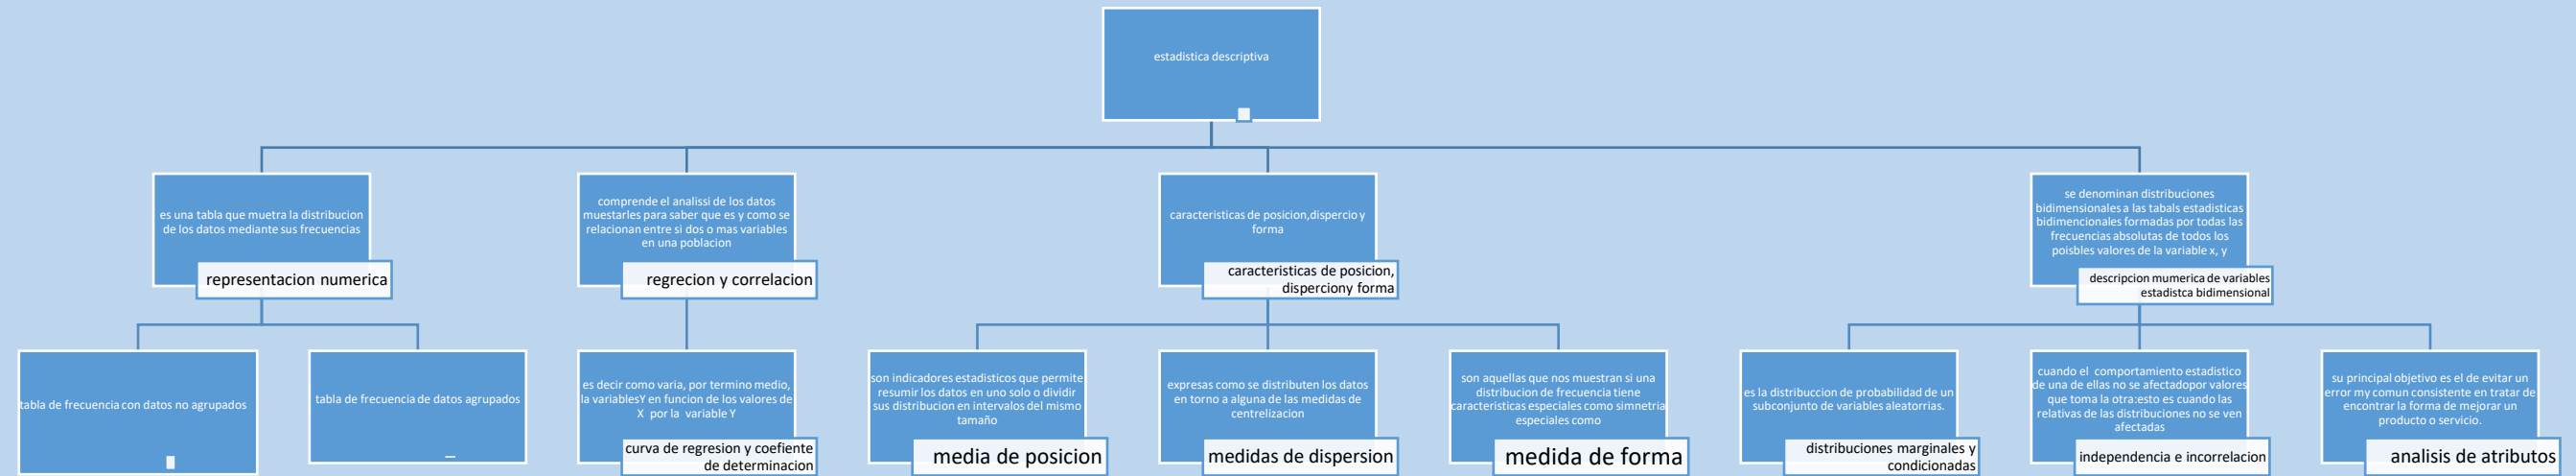 estadistica descriptiva
es una tabla que muetra la distribucion
de los datos mediante sus frecuencias
representacion numerica
comprende el analissi de los datos
muestarles para saber que es y como se
relacionan entre si dos o mas variables
en una poblacion
regrecion y correlacion
caracteristicas de posicion,dispercio y
forma
caracteristicas de posicion,
disperciony forma
se denominan distribuciones
bidimensionales a las tabals estadisticas
bidimencionales formadas por todas las
frecuencias absolutas de todos los
poisbles valores de la variable x, y
descripcion mumerica de variables
estadistca bidimensional
tabla de frecuencia con datos no agrupados
tabla de frecuencia de datos agrupados
es decir como varia, por termino medio,
la variablesY en funcion de los valores de
X por la variable Y
curva de regresion y coefiente
de determinacion
son indicadores estadisticos que permite
resumir los datos en uno solo o dividir
sus distribucion en intervalos del mismo
tamaño
media de posicion
expresas como se distributen los datos
en torno a alguna de las medidas de
centrelizacion
medidas de dispersion
son aquellas que nos muestran si una
distribucion de frecuencia tiene
caracteristicas especiales como simnetria
especiales como
medida de forma
es la distribuccion de probabilidad de un
subconjunto de variables aleatorrias.
distribuciones marginales y
condicionadas
cuando el comportamiento estadistico
de una de ellas no se afectadopor valores
que toma la otra:esto es cuando las
relativas de las distribuciones no se ven
afectadas
independencia e incorrelacion
su principal objetivo es el de evitar un
error my comun consistente en tratar de
encontrar la forma de mejorar un
producto o servicio.
analisis de atributos